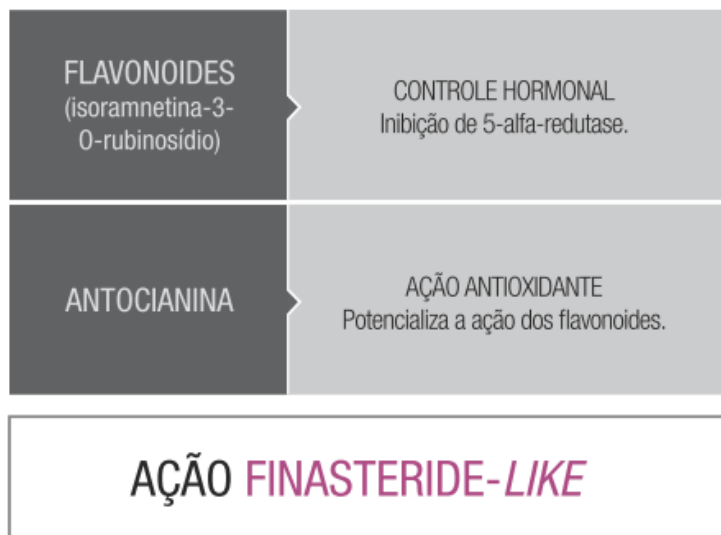 FLAVONOIDES
(isoramnetina-3-
O-rubinosídio)
CONTROLE HORMONAL
Inibição de 5-alfa-redutase.
ANTOCIANINA
AÇÃO ANTIOXIDANTE
Potencializa a ação dos flavonoides.
AÇÃO FINASTERIDE-LIKE